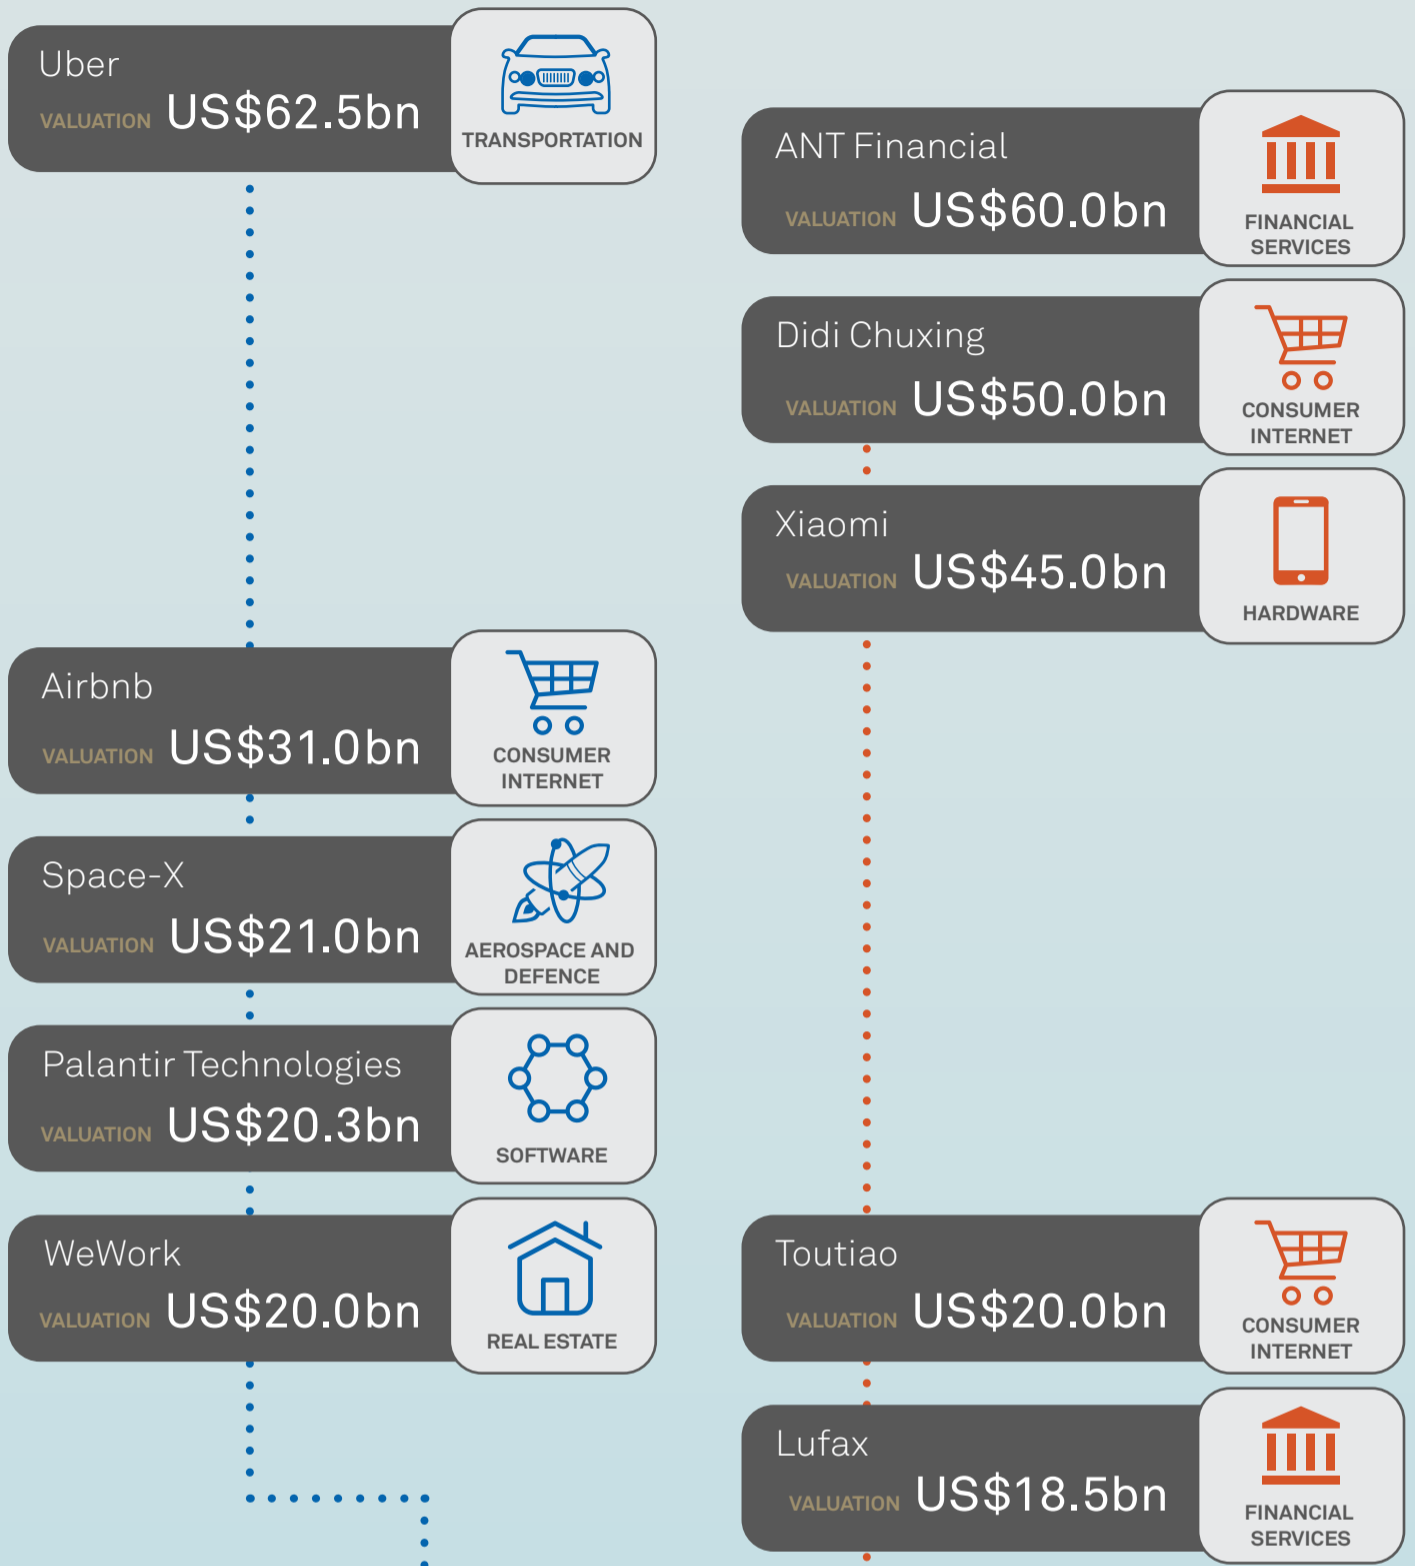 Uber
VALUATION US$62.5bn
TRANSPORTATION
Airbnb
VALUATION US$31.0bn
CONSUMER
INTERNET
Space-X
VALUATION US$21.0bn
AEROSPACE AND
DEFENCE
Palantir Technologies
VALUATION US$20.3bn
SOFTWARE
WeWork
VALUATION US$20.0bn
REAL ESTATE
ANT Financial
VALUATION US$60.0bn
FINANCIAL
SERVICES
Didi Chuxing
VALUATION US$50.0bn
CONSUMER
INTERNET
Xiaomi
VALUATION US$45.0bn
HARDWARE
Toutiao
VALUATION US$20.0bn
CONSUMER
INTERNET
Lufax
VALUATION US$18.5bn
FINANCIAL
SERVICES